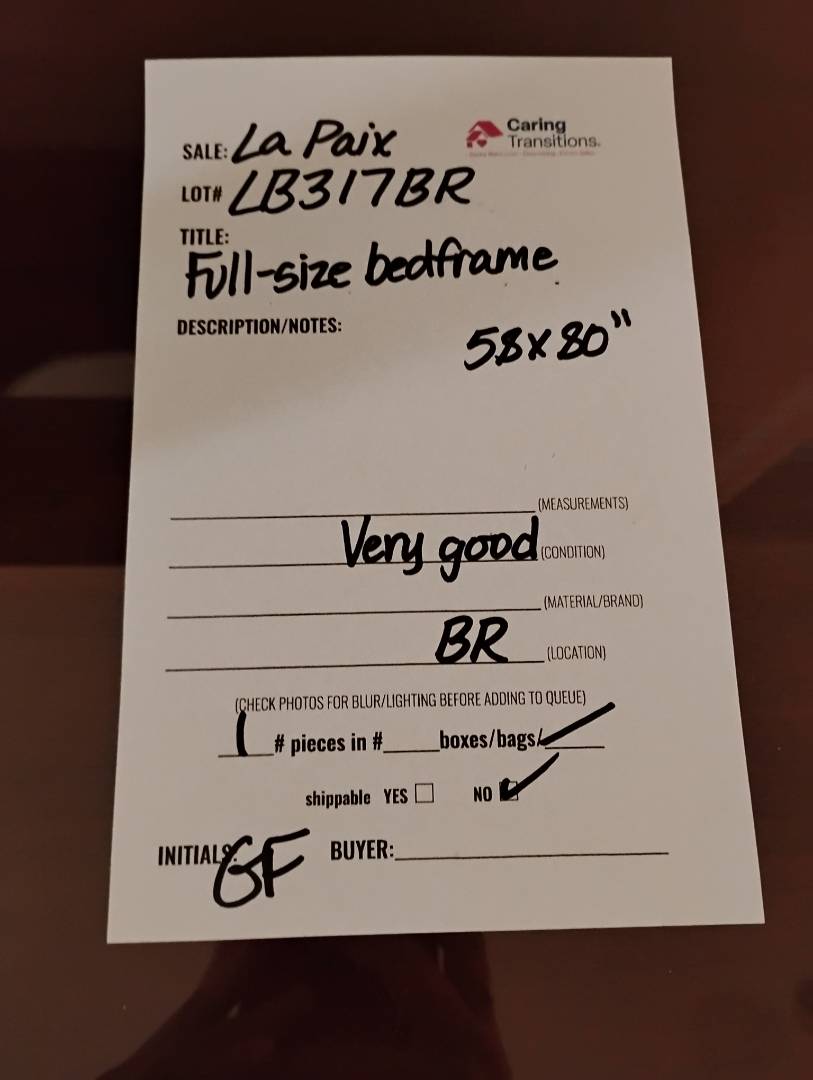 Caring
Transitions.
SALE: La Paix
LOT# LB317BR
TITLE:
Full-size bedframe
DESCRIPTION/NOTES:
58x80"
(MEASUREMENTS)
Very good (CONDITION)
(MATERIAL/BRAND)
BR (LOCATION)
(CHECK PHOTOS FOR BLUR/LIGHTING BEFORE ADDING TO QUEUE)
1 # pieces in #_____ boxes/bags/_____
shippable YES ☐ NO ☑
INITIALS: GF BUYER: